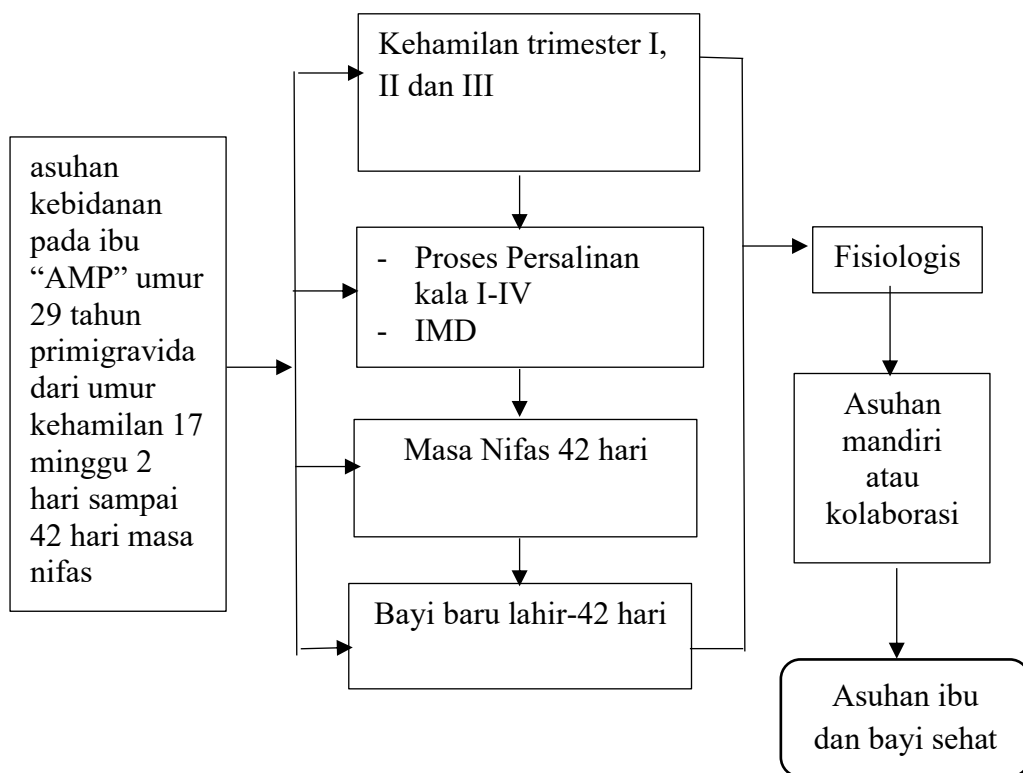 asuhan
kebidanan
pada ibu
“AMP” umur
29 tahun
primigravida
dari umur
kehamilan 17
minggu 2
hari sampai
42 hari masa
nifas
Kehamilan trimester I,
II dan III
- Proses Persalinan
kala I-IV
- IMD
Masa Nifas 42 hari
Bayi baru lahir-42 hari
Fisiologis
Asuhan
mandiri
atau
kolaborasi
Asuhan ibu
dan bayi sehat